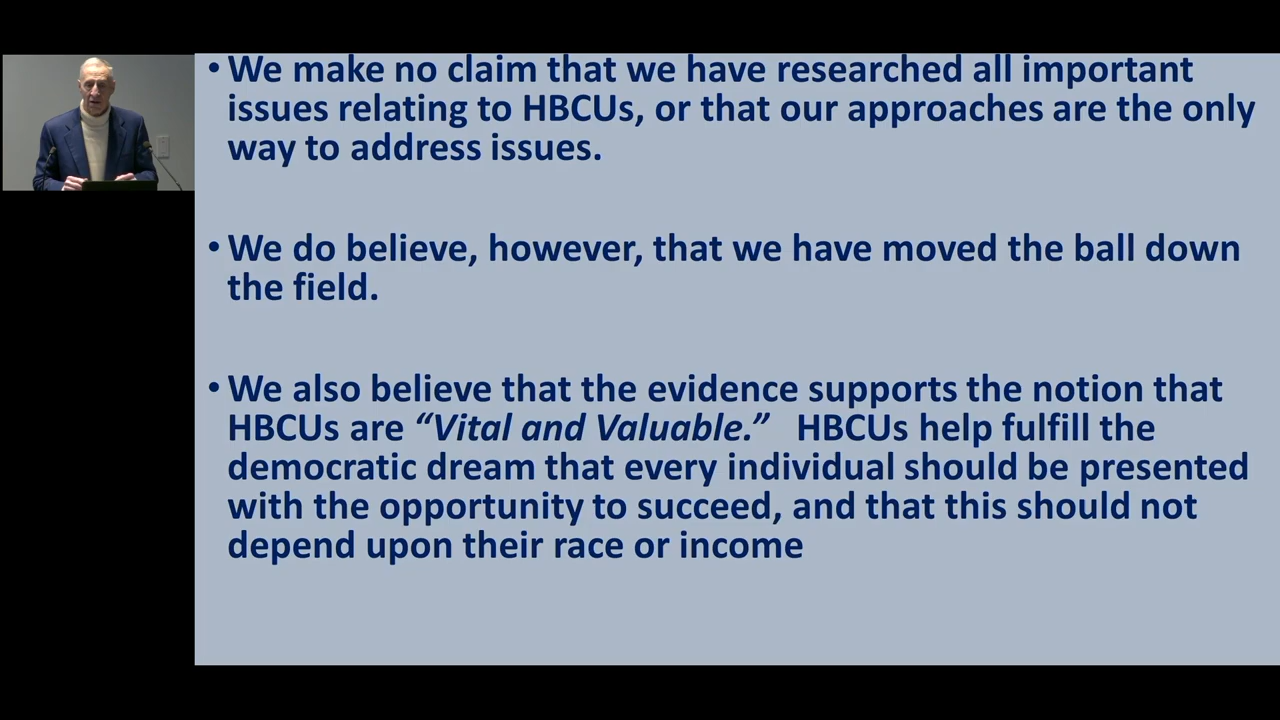 • We make no claim that we have researched all important
issues relating to HBCUs, or that our approaches are the only
way to address issues.
• We do believe, however, that we have moved the ball down
the field.
• We also believe that the evidence supports the notion that
HBCUs are “Vital and Valuable.” HBCUs help fulfill the
democratic dream that every individual should be presented
with the opportunity to succeed, and that this should not
depend upon their race or income